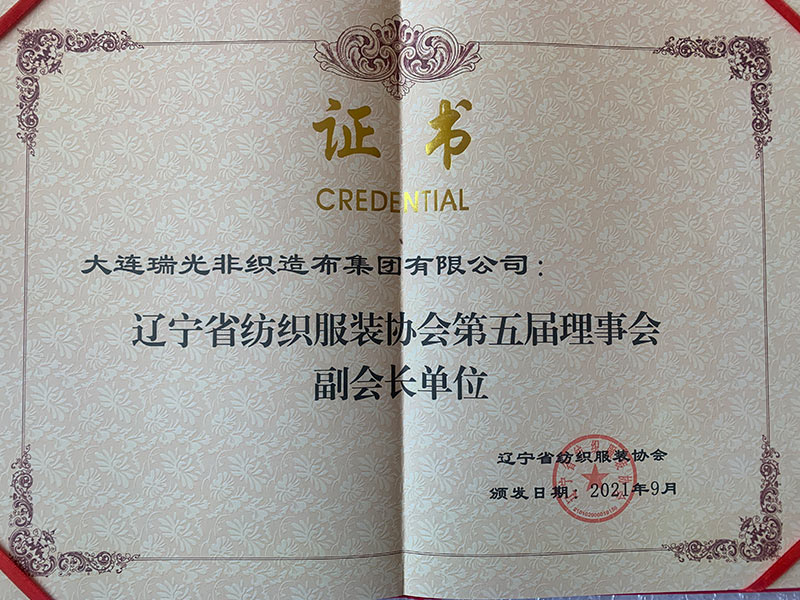 证书
CREDENTIAL
大连瑞光非织造布集团有限公司：
辽宁省纺织服装协会第五届理事会
副会长单位
辽宁省纺织服装协会
颁发日期：2021年9月